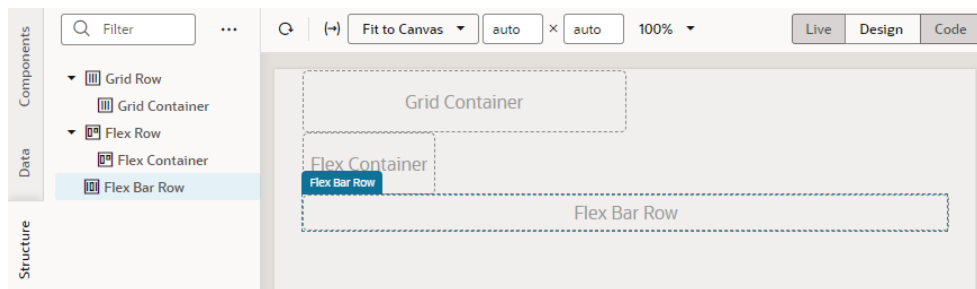 Components
Data
Structure
Filter
Grid Row
Grid Container
Flex Row
Flex Container
Flex Bar Row
Fit to Canvas
auto
×
auto
100%
Live
Design
Code
Grid Container
Flex Container
Flex Bar Row
Flex Bar Row